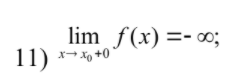 11) lim x→x₀+0 f(x) =- ∞;